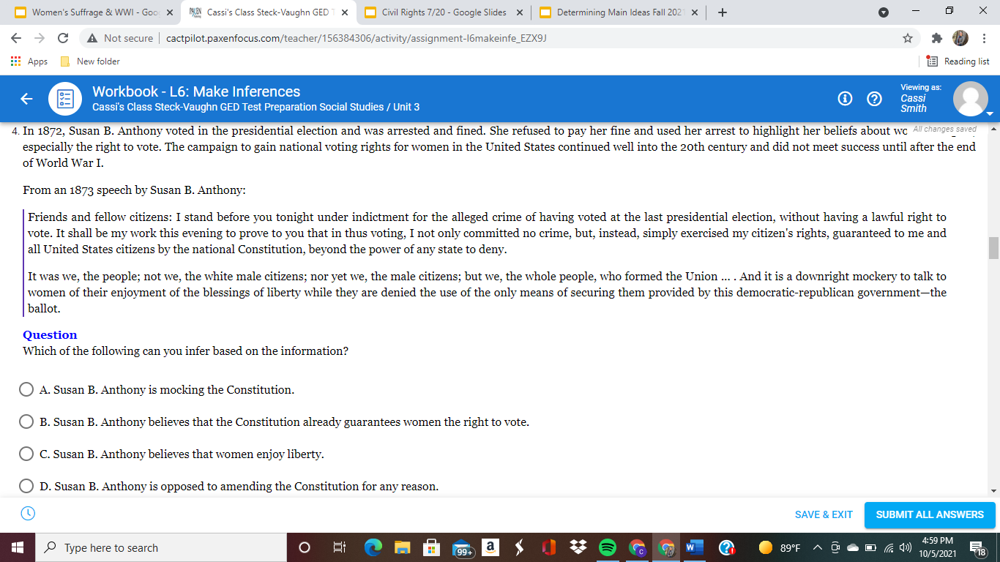 Women's Suffrage & WWI - Goo
PAXEN Cassi's Class Steck-Vaughn GED T
Civil Rights 7/20 - Google Slides
Determining Main Ideas Fall 2021
Not secure | cactpilot.paxenfocus.com/teacher/156384306/activity/assignment-l6makeinfe_EZX9J
Apps New folder Reading list
Workbook - L6: Make Inferences
Cassi's Class Steck-Vaughn GED Test Preparation Social Studies / Unit 3
Viewing as:
Cassi
Smith
All changes saved
4. In 1872, Susan B. Anthony voted in the presidential election and was arrested and fined. She refused to pay her fine and used her arrest to highlight her beliefs about wo
especially the right to vote. The campaign to gain national voting rights for women in the United States continued well into the 20th century and did not meet success until after the end
of World War I.
From an 1873 speech by Susan B. Anthony:
Friends and fellow citizens: I stand before you tonight under indictment for the alleged crime of having voted at the last presidential election, without having a lawful right to
vote. It shall be my work this evening to prove to you that in thus voting, I not only committed no crime, but, instead, simply exercised my citizen's rights, guaranteed to me and
all United States citizens by the national Constitution, beyond the power of any state to deny.
It was we, the people; not we, the white male citizens; nor yet we, the male citizens; but we, the whole people, who formed the Union ... . And it is a downright mockery to talk to
women of their enjoyment of the blessings of liberty while they are denied the use of the only means of securing them provided by this democratic-republican government—the
ballot.
Question
Which of the following can you infer based on the information?
A. Susan B. Anthony is mocking the Constitution.
B. Susan B. Anthony believes that the Constitution already guarantees women the right to vote.
C. Susan B. Anthony believes that women enjoy liberty.
D. Susan B. Anthony is opposed to amending the Constitution for any reason.
SAVE & EXIT SUBMIT ALL ANSWERS
Type here to search
99+
89°F
4:59 PM
10/5/2021
18